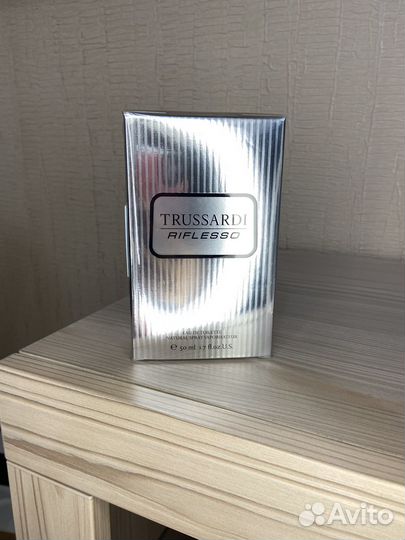 TRUSSARDI
RIFLESSO
EAU DE TOILETTE
NATURAL SPRAY VAPORISATEUR
℮ 50 ml 1.7 fl.oz.U.S.
Avito